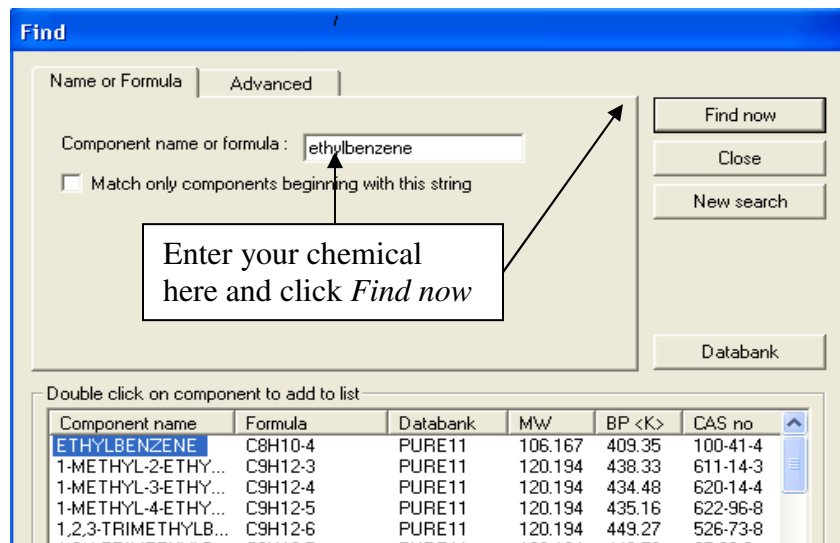 Find
Name or Formula Advanced
Component name or formula : ethylbenzene
Match only components beginning with this string
Find now
Close
New search
Enter your chemical
here and click Find now
Databank
Double click on component to add to list
Component name Formula Databank MW BP <K> CAS no
ETHYLBENZENE C8H10-4 PURE11 106.167 409.35 100-41-4
1-METHYL-2-ETHY... C9H12-3 PURE11 120.194 438.33 611-14-3
1-METHYL-3-ETHY... C9H12-4 PURE11 120.194 434.48 620-14-4
1-METHYL-4-ETHY... C9H12-5 PURE11 120.194 435.16 622-96-8
1,2,3-TRIMETHYLB... C9H12-6 PURE11 120.194 449.27 526-73-8